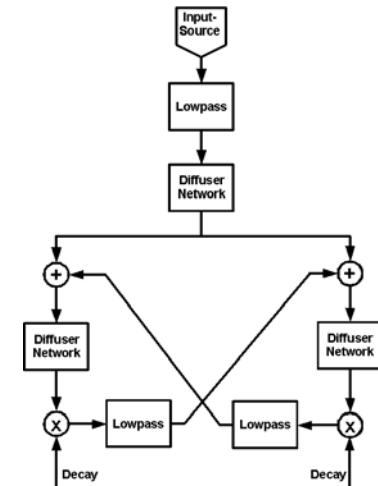 Input-
Source
Lowpass
Diffuser
Network
+
+
Diffuser
Network
Diffuser
Network
X
Lowpass
Lowpass
X
Decay
Decay